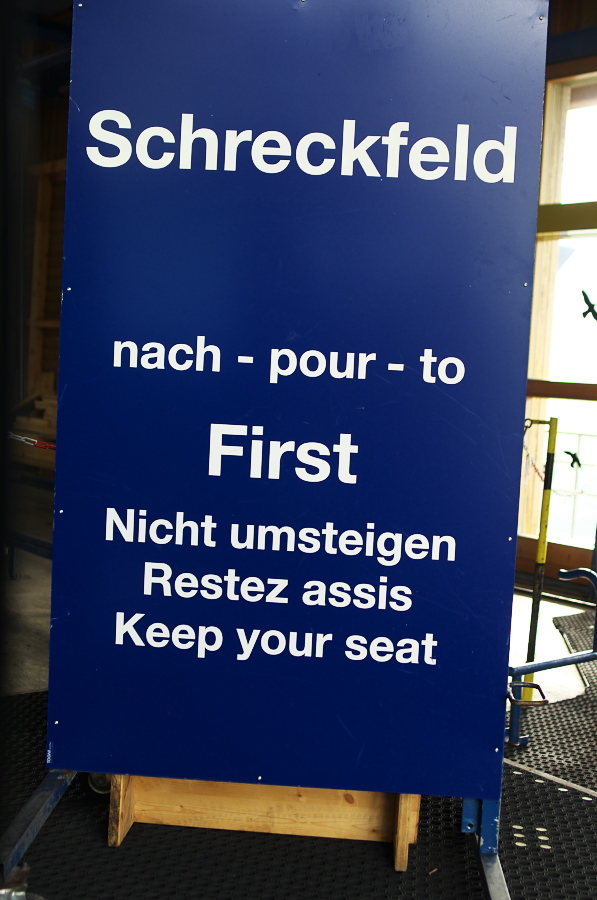 Schreckfeld
nach - pour - to
First
Nicht umsteigen
Restez assis
Keep your seat